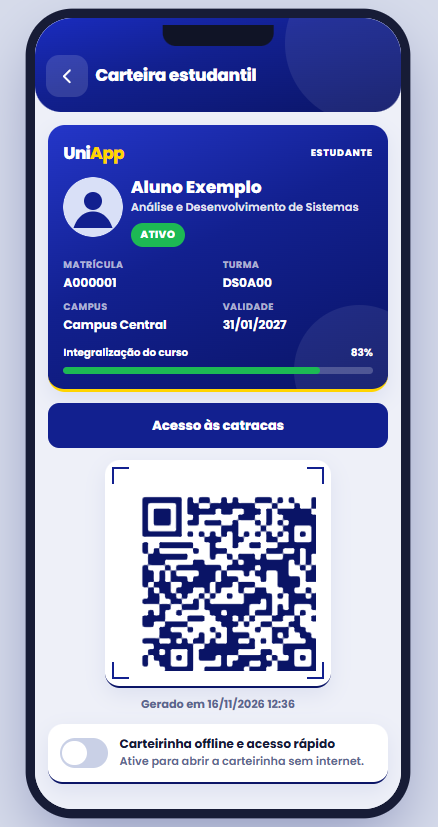 Carteira estudantil
UniApp
ESTUDANTE
Aluno Exemplo
Análise e Desenvolvimento de Sistemas
ATIVO
MATRÍCULA
TURMA
A000001
DS0A00
CAMPUS
VALIDADE
Campus Central
31/01/2027
Integralização do curso
83%
Acesso às catracas
Gerado em 16/11/2026 12:36
Carteirinha offline e acesso rápido
Ative para abrir a carteirinha sem internet.